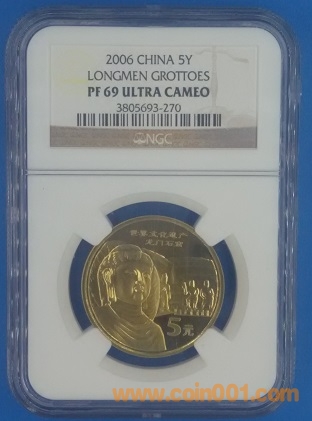 2006 CHINA 5Y
LONGMEN GROTTOES
PF 69 ULTRA CAMEO
3805693-270
NGC
世界文化遗产
龙门石窟
5元
www.coin001.com